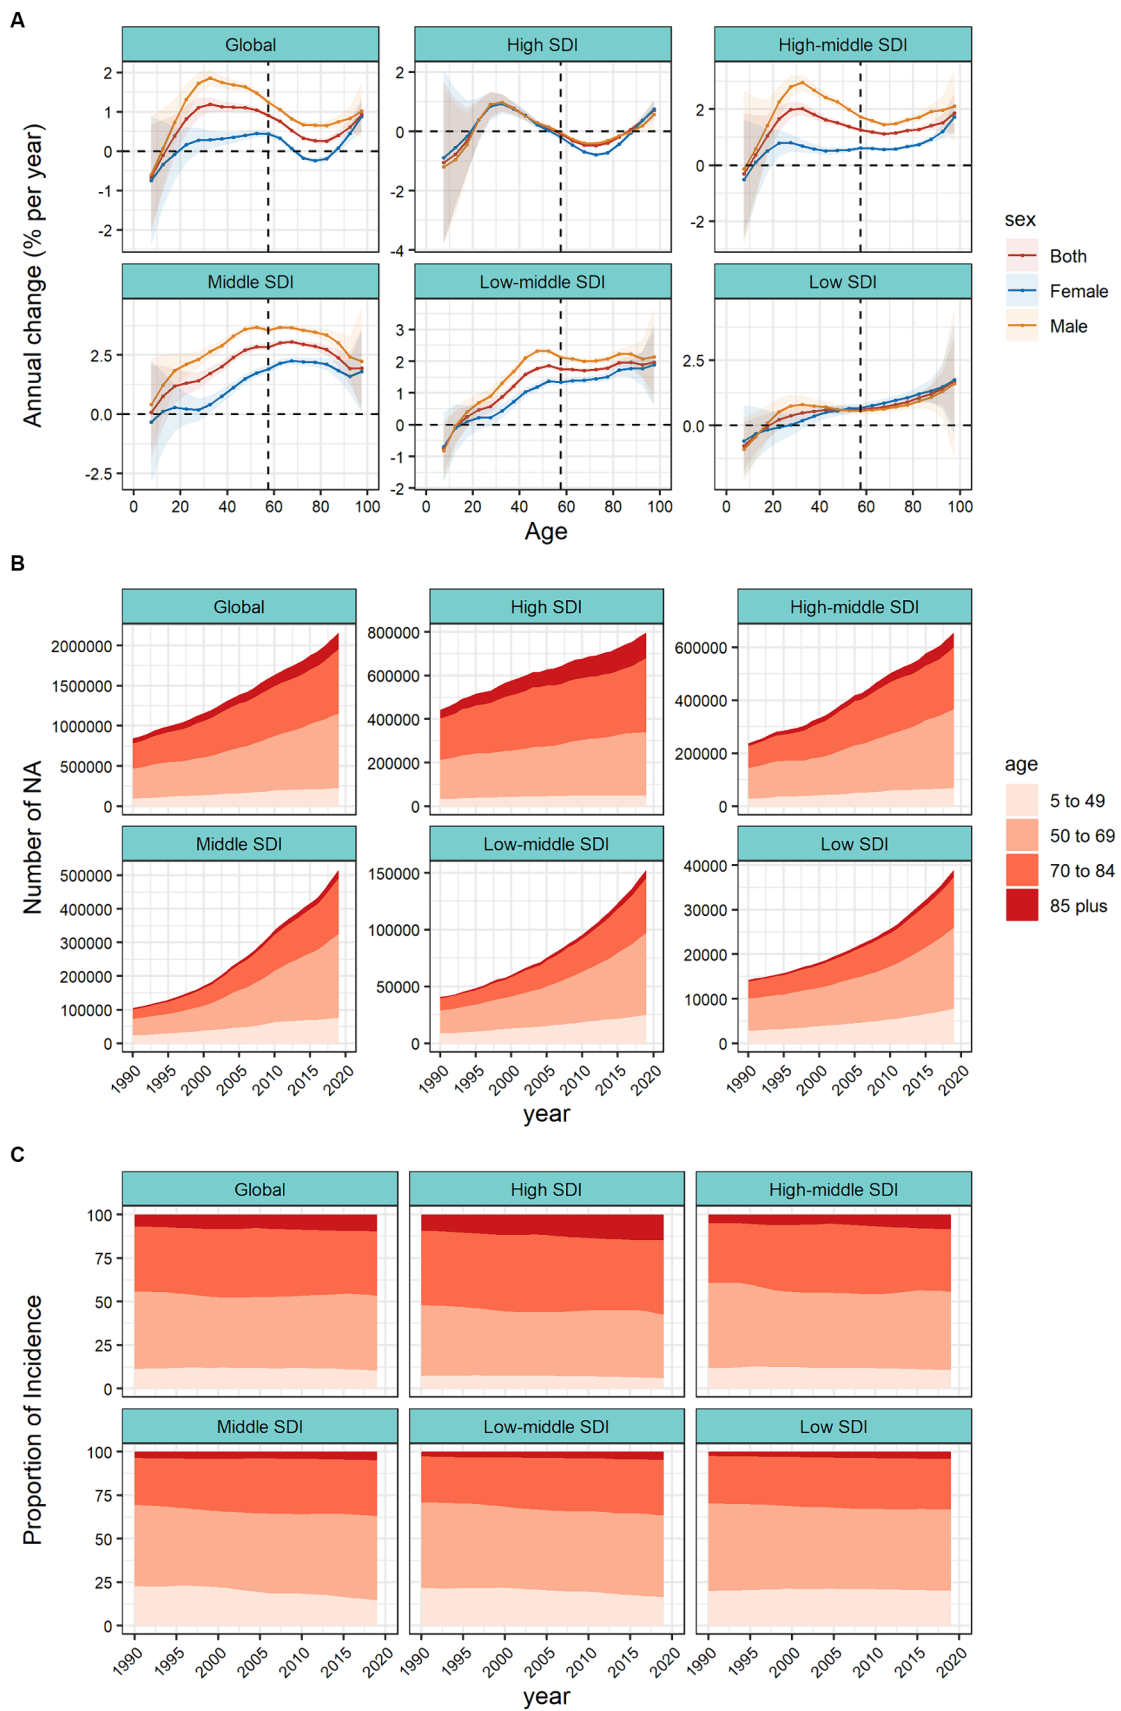 A
Global
High SDI
High-middle SDI
2
1
0
-1
-2
2
0
-2
-4
2
0
-2
Middle SDI
Low-middle SDI
Low SDI
2.5
0.0
-2.5
3
2
1
0
-1
-2
2.5
0.0
0 20 40 60 80 100
0 20 40 60 80 100
0 20 40 60 80 100
Annual change (% per year)
Age
sex
Both
Female
Male
B
Global
High SDI
High-middle SDI
2000000
1500000
1000000
500000
0
800000
600000
400000
200000
0
600000
400000
200000
0
Middle SDI
Low-middle SDI
Low SDI
500000
400000
300000
200000
100000
0
150000
100000
50000
0
40000
30000
20000
10000
0
1990 1995 2000 2005 2010 2015 2020
1990 1995 2000 2005 2010 2015 2020
1990 1995 2000 2005 2010 2015 2020
Number of NA
year
age
5 to 49
50 to 69
70 to 84
85 plus
C
Global
High SDI
High-middle SDI
100
75
50
25
0
Middle SDI
Low-middle SDI
Low SDI
100
75
50
25
0
1990 1995 2000 2005 2010 2015 2020
1990 1995 2000 2005 2010 2015 2020
1990 1995 2000 2005 2010 2015 2020
Proportion of Incidence
year